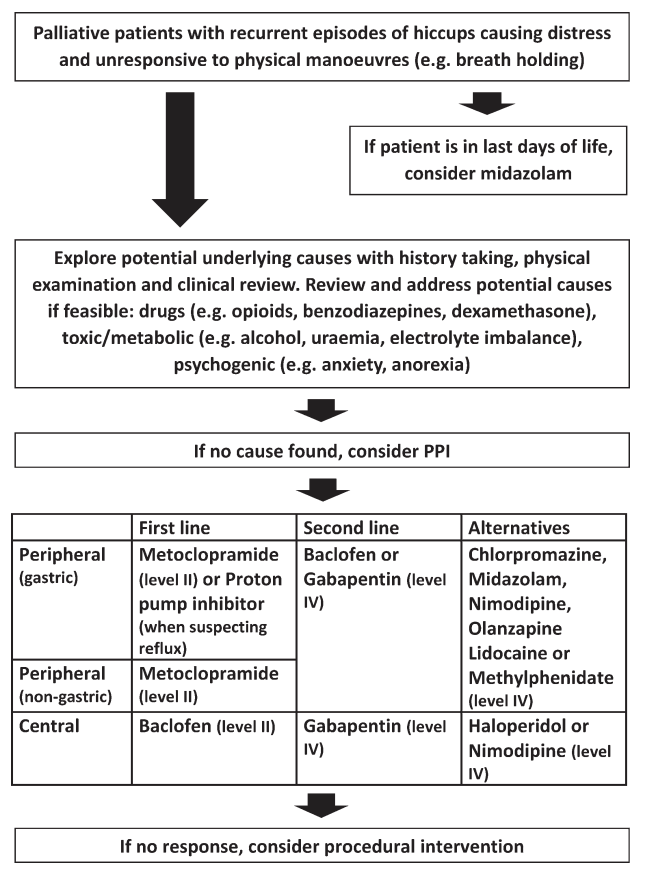 Palliative patients with recurrent episodes of hiccups causing distress
and unresponsive to physical manoeuvres (e.g. breath holding)
If patient is in last days of life,
consider midazolam
Explore potential underlying causes with history taking, physical
examination and clinical review. Review and address potential causes
if feasible: drugs (e.g. opioids, benzodiazepines, dexamethasone),
toxic/metabolic (e.g. alcohol, uraemia, electrolyte imbalance),
psychogenic (e.g. anxiety, anorexia)
If no cause found, consider PPI
First line
Second line
Alternatives
Peripheral
(gastric)
Metoclopramide
(level II) or Proton
pump inhibitor
(when suspecting
reflux)
Baclofen or
Gabapentin (level
IV)
Chlorpromazine,
Midazolam,
Nimodipine,
Olanzapine
Lidocaine or
Methylphenidate
(level IV)
Peripheral
(non-gastric)
Metoclopramide
(level II)
Central
Baclofen (level II)
Gabapentin (level
IV)
Haloperidol or
Nimodipine (level
IV)
If no response, consider procedural intervention